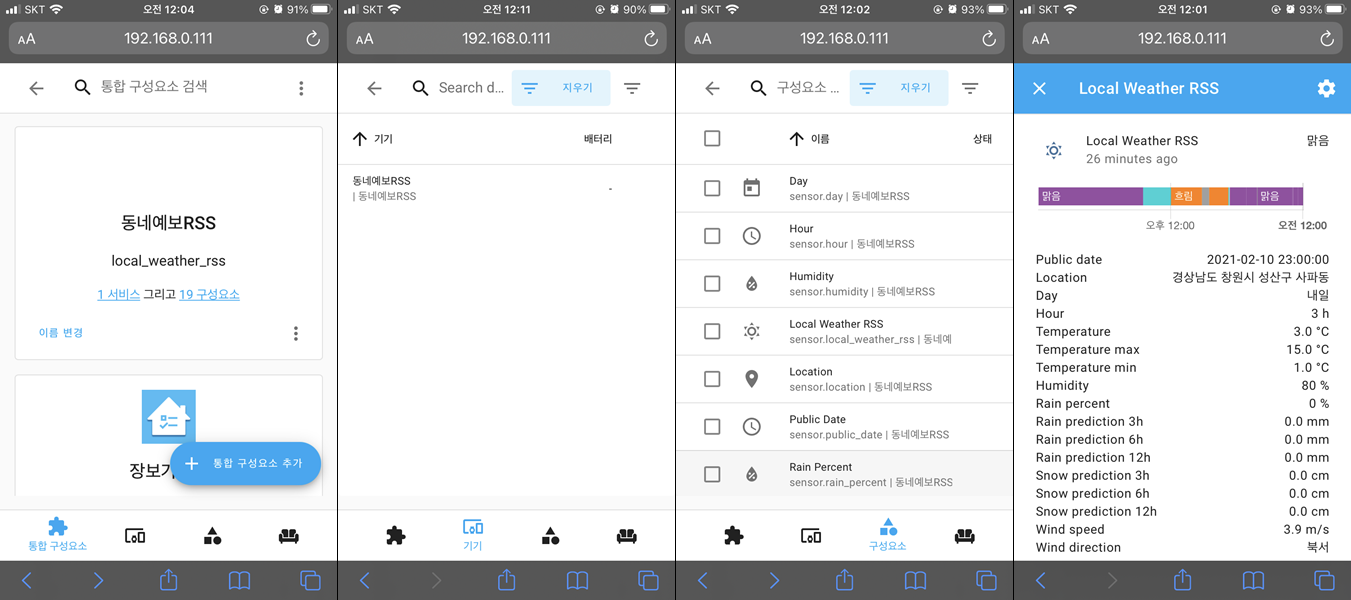 SKT 오전 12:04 91%
AA 192.168.0.111
통합 구성요소 검색
동네예보RSS
local_weather_rss
1 서비스 그리고 19 구성요소
이름 변경
장보기
통합 구성요소 추가
통합 구성요소
SKT 오전 12:11 90%
AA 192.168.0.111
Search d... 지우기
기기 배터리
동네예보RSS -
| 동네예보RSS
기기
SKT 오전 12:02 93%
AA 192.168.0.111
구성요소 ... 지우기
이름 상태
Day
sensor.day | 동네예보RSS
Hour
sensor.hour | 동네예보RSS
Humidity
sensor.humidity | 동네예보RSS
Local Weather RSS
sensor.local_weather_rss | 동네예
Location
sensor.location | 동네예보RSS
Public Date
sensor.public_date | 동네예보RSS
Rain Percent
sensor.rain_percent | 동네예보RSS
구성요소
SKT 오전 12:01 93%
AA 192.168.0.111
Local Weather RSS
Local Weather RSS 맑음
26 minutes ago
맑음 흐림 맑음
오후 12:00 오전 12:00
Public date 2021-02-10 23:00:00
Location 경상남도 창원시 성산구 사파동
Day 내일
Hour 3 h
Temperature 3.0 °C
Temperature max 15.0 °C
Temperature min 1.0 °C
Humidity 80 %
Rain percent 0 %
Rain prediction 3h 0.0 mm
Rain prediction 6h 0.0 mm
Rain prediction 12h 0.0 mm
Snow prediction 3h 0.0 cm
Snow prediction 6h 0.0 cm
Snow prediction 12h 0.0 cm
Wind speed 3.9 m/s
Wind direction 북서